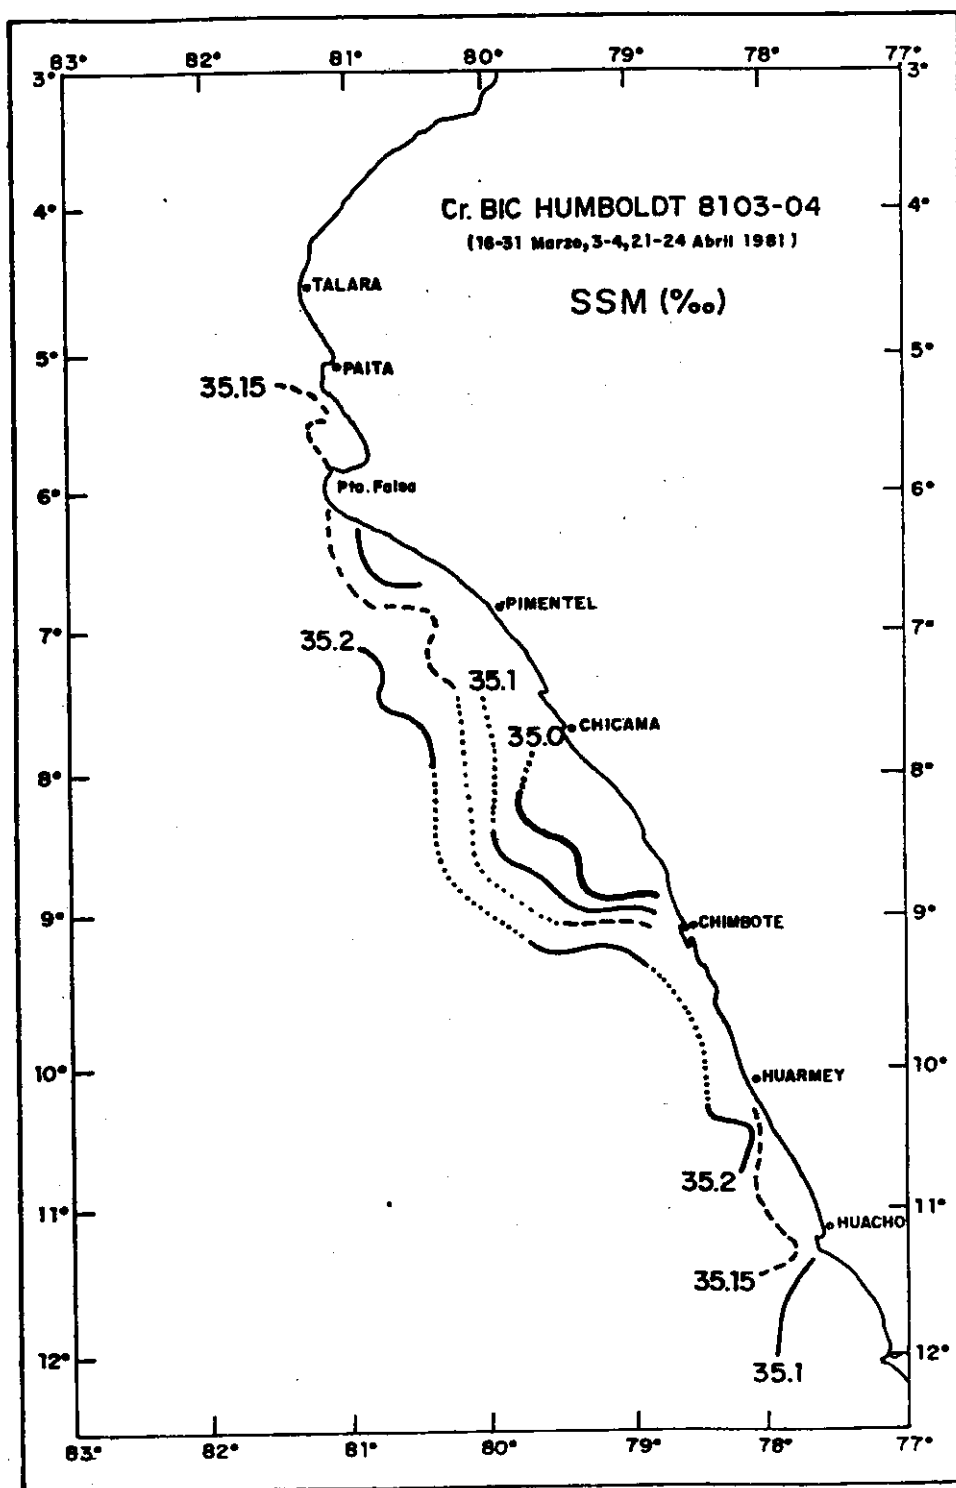 83° 82° 81° 80° 79° 78° 77°
3° 3°
Cr. BIC HUMBOLDT 8103-04
4° 4°
(16-31 Marzo, 3-4, 21-24 Abril 1981)
TALARA
SSM (‰)
5° 5°
PAITA
35.15
Pta. Falsa
6° 6°
PIMENTEL
7° 7°
35.2
35.1
CHICAMA
35.0
8° 8°
9° 9°
CHIMBOTE
10° 10°
HUARMEY
35.2
11° 11°
HUACHO
35.15
12° 12°
35.1
83° 82° 81° 80° 79° 78° 77°